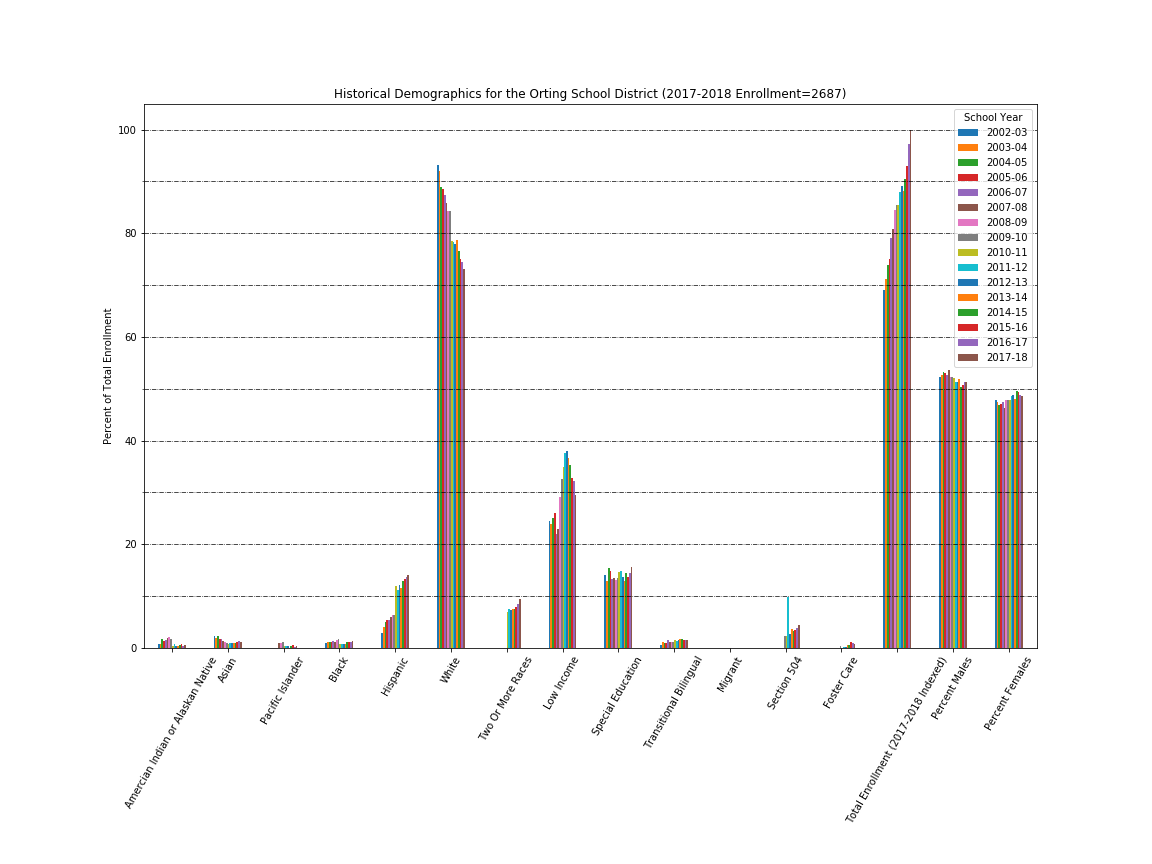 Historical Demographics for the Orting School District (2017-2018 Enrollment=2687)
Percent of Total Enrollment
100
80
60
40
20
0
School Year
2002-03
2003-04
2004-05
2005-06
2006-07
2007-08
2008-09
2009-10
2010-11
2011-12
2012-13
2013-14
2014-15
2015-16
2016-17
2017-18
Amercian Indian or Alaskan Native
Asian
Pacific Islander
Black
Hispanic
White
Two Or More Races
Low Income
Special Education
Transitional Bilingual
Migrant
Section 504
Foster Care
Total Enrollment (2017-2018 Indexed)
Percent Males
Percent Females